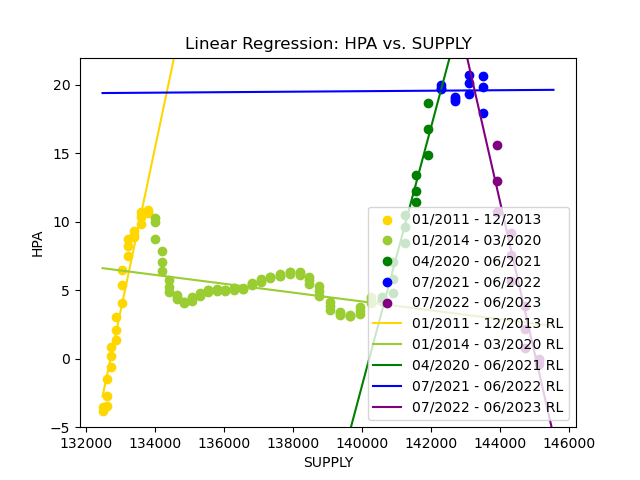 Linear Regression: HPA vs. SUPPLY
HPA
20
15
10
5
0
−5
132000 134000 136000 138000 140000 142000 144000 146000
SUPPLY
01/2011 - 12/2013
01/2014 - 03/2020
04/2020 - 06/2021
07/2021 - 06/2022
07/2022 - 06/2023
01/2011 - 12/2013 RL
01/2014 - 03/2020 RL
04/2020 - 06/2021 RL
07/2021 - 06/2022 RL
07/2022 - 06/2023 RL